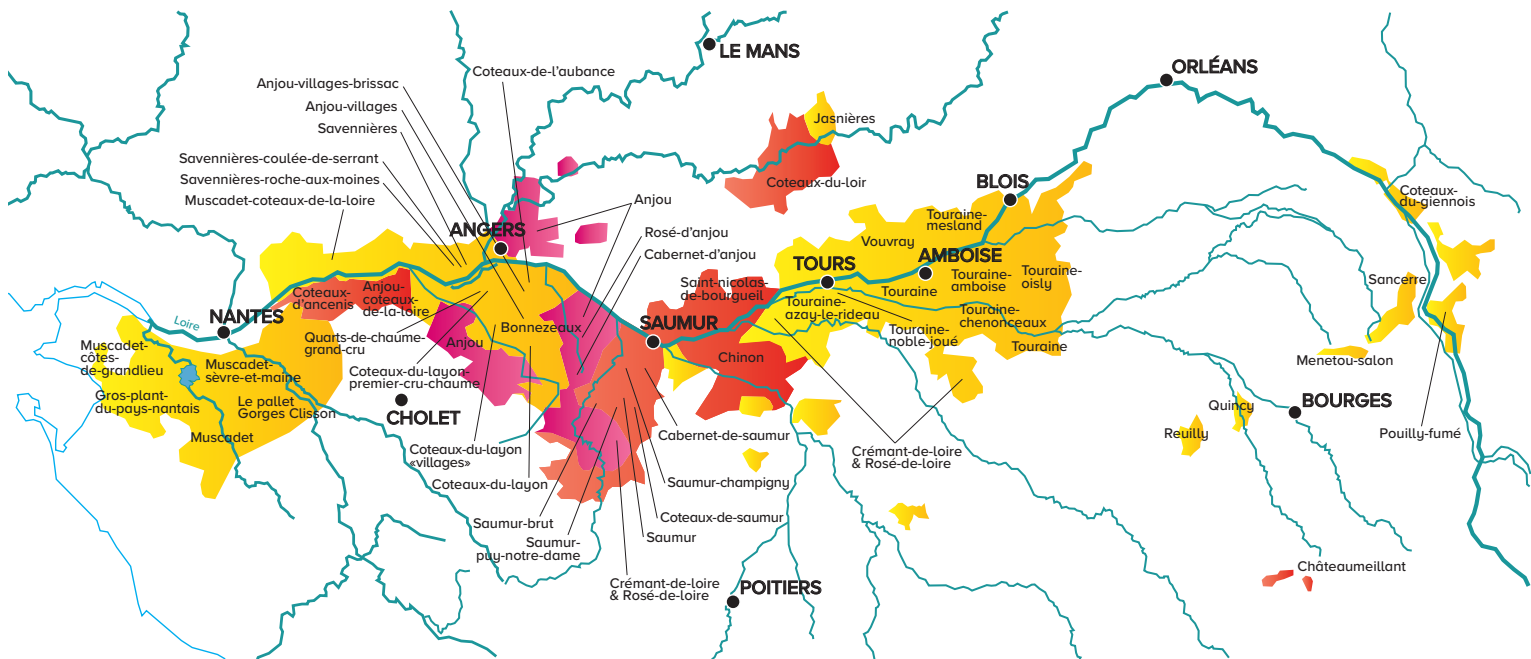 LE MANS
ORLÉANS
Coteaux-de-l'aubance
Anjou-villages-brissac
Anjou-villages
Savennières
Savennières-coulée-de-serrant
Savennières-roche-aux-moines
Muscadet-coteaux-de-la-loire
Jasnières
Coteaux-du-loir
BLOIS
Coteaux-
du-giennois
Anjou
ANGERS
Rosé-d'anjou
Cabernet-d'anjou
Touraine-
mesland
Vouvray
AMBOISE
TOURS
Touraine-
amboise
Touraine-
oisly
Sancerre
Saint-nicolas-
de-bourgueil
Touraine
Coteaux-
d'ancenis
Anjou-
coteaux-
de-la-loire
Touraine-
azay-le-rideau
Touraine-
chenonceaux
NANTES
Loire
Bonnezeaux
SAUMUR
Touraine-
noble-joué
Touraine
Quarts-de-chaume-
grand-cru
Anjou
Chinon
Menetou-salon
Muscadet-
côtes-
de-grandlieu
Muscadet-
sèvre-et-maine
Coteaux-du-layon-
premier-cru-chaume
Gros-plant-
du-pays-nantais
Le pallet
Gorges Clisson
CHOLET
Quincy
BOURGES
Muscadet
Reuilly
Pouilly-fumé
Cabernet-de-saumur
Coteaux-du-layon
«villages»
Crémant-de-loire
& Rosé-de-loire
Coteaux-du-layon
Saumur-champigny
Saumur-brut
Coteaux-de-saumur
Saumur-
puy-notre-dame
Saumur
Châteaumeillant
Crémant-de-loire
& Rosé-de-loire
POITIERS